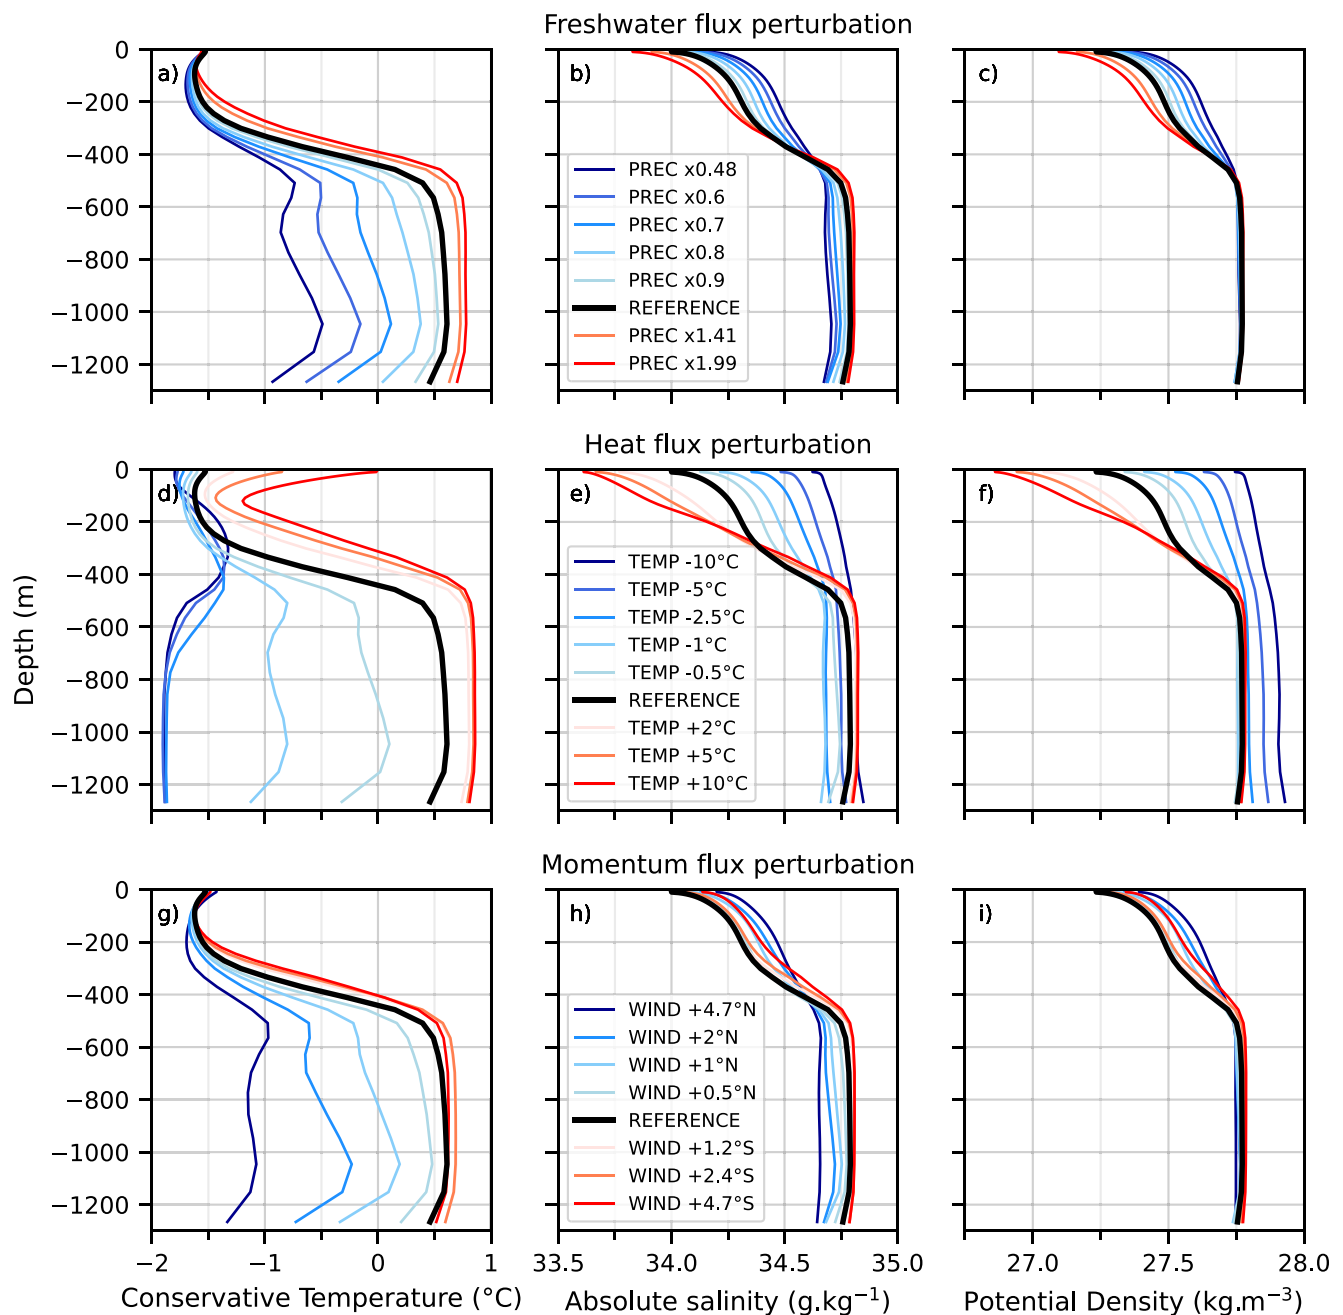 Freshwater flux perturbation
0
−200
−400
−600
−800
−1000
−1200
a)
b)
PREC x0.48
PREC x0.6
PREC x0.7
PREC x0.8
PREC x0.9
REFERENCE
PREC x1.41
PREC x1.99
c)
Heat flux perturbation
Depth (m)
0
−200
−400
−600
−800
−1000
−1200
d)
e)
TEMP -10°C
TEMP -5°C
TEMP -2.5°C
TEMP -1°C
TEMP -0.5°C
REFERENCE
TEMP +2°C
TEMP +5°C
TEMP +10°C
f)
Momentum flux perturbation
0
−200
−400
−600
−800
−1000
−1200
g)
h)
WIND +4.7°N
WIND +2°N
WIND +1°N
WIND +0.5°N
REFERENCE
WIND +1.2°S
WIND +2.4°S
WIND +4.7°S
i)
−2 −1 0 1
33.5 34.0 34.5 35.0
27.0 27.5 28.0
Conservative Temperature (°C)
Absolute salinity (g.kg⁻¹)
Potential Density (kg.m⁻³)